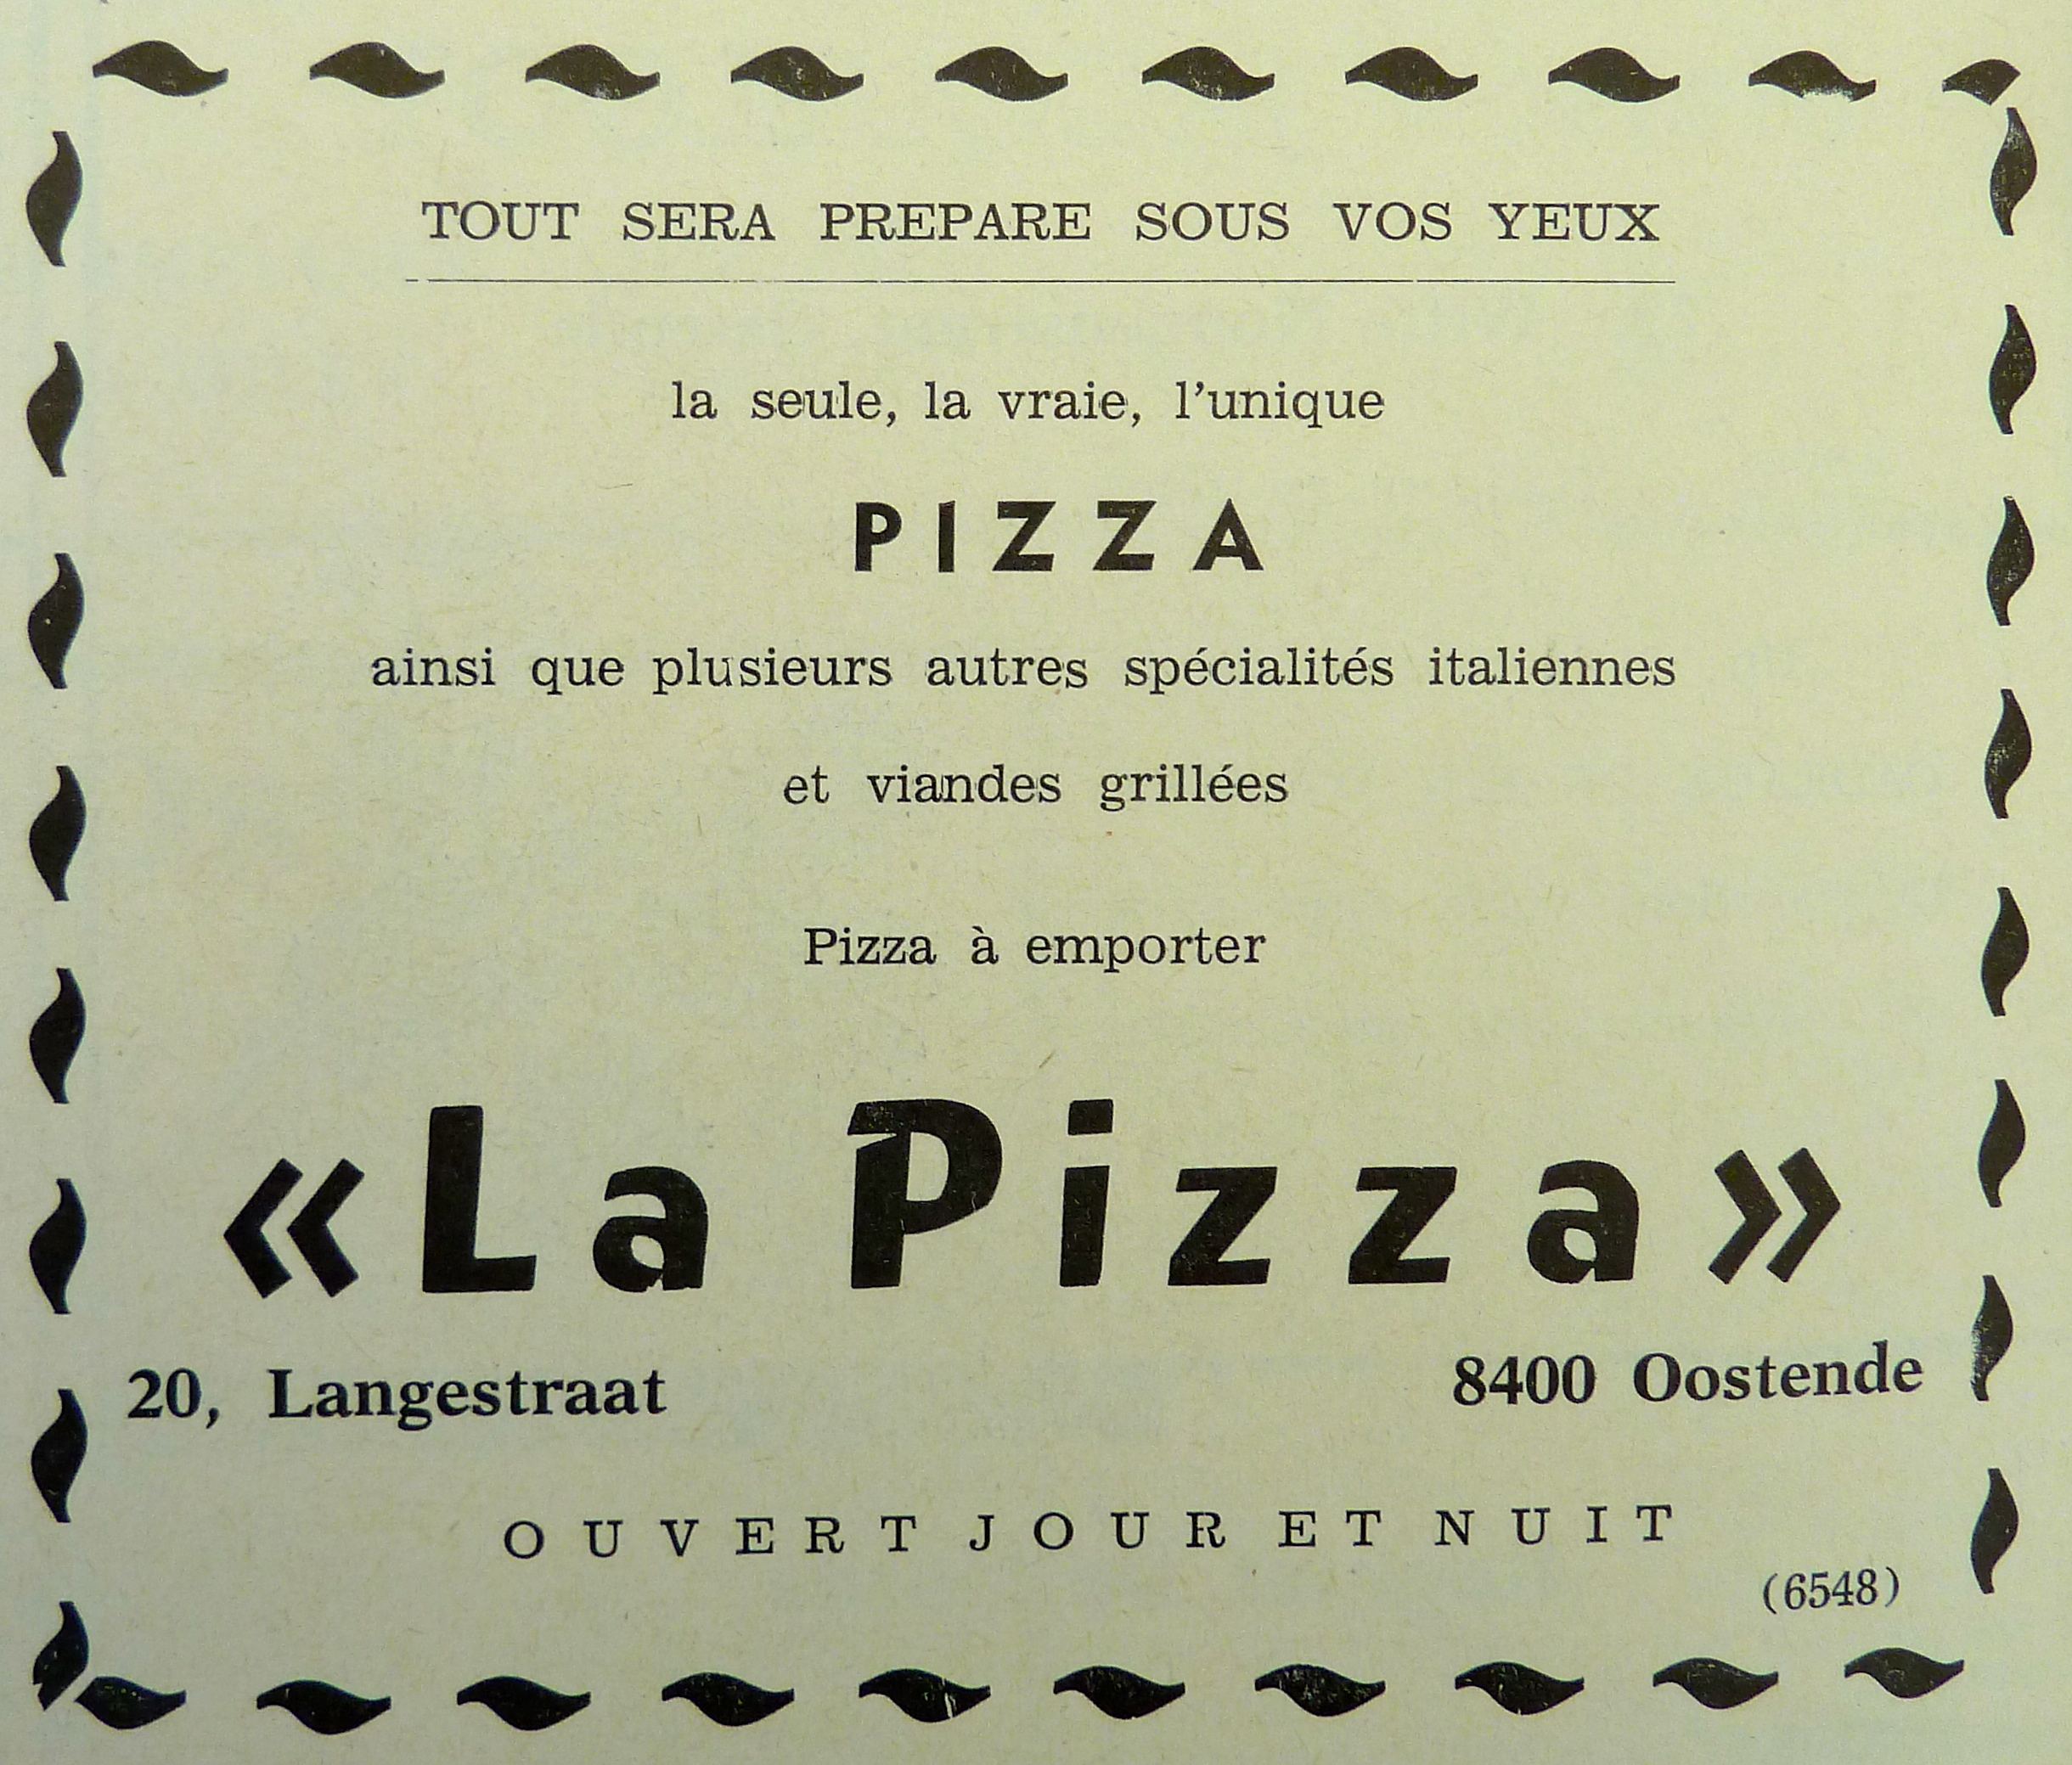 TOUT SERA PREPARE SOUS VOS YEUX
la seule, la vraie, l'unique
PIZZA
ainsi que plusieurs autres spécialités italiennes
et viandes grillées
Pizza à emporter
«La Pizza»
20, Langestraat 8400 Oostende
OUVERT JOUR ET NUIT
(6548)